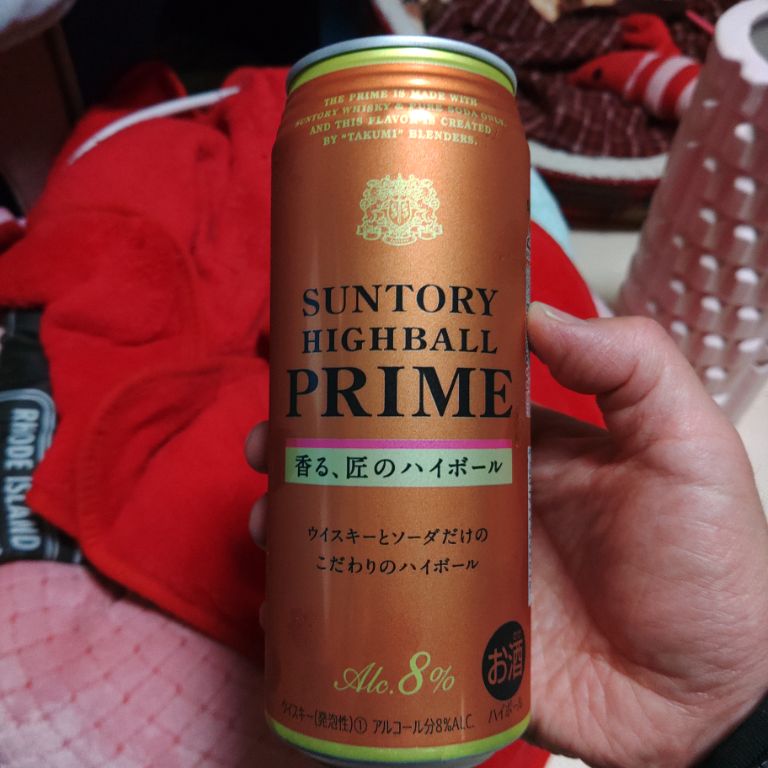 THE PRIME IS MADE WITH
SUNTORY WHISKY & PURE SODA ONLY.
AND THIS FLAVOR IS CREATED
BY "TAKUMI" BLENDERS.
SUNTORY
HIGHBALL
PRIME
香る、匠のハイボール
ウイスキーとソーダだけの
こだわりのハイボール
Alc.8%
お酒
ハイボール
ウイスキー(発泡性)① アルコール分8%ALC.
RHODE ISLAND